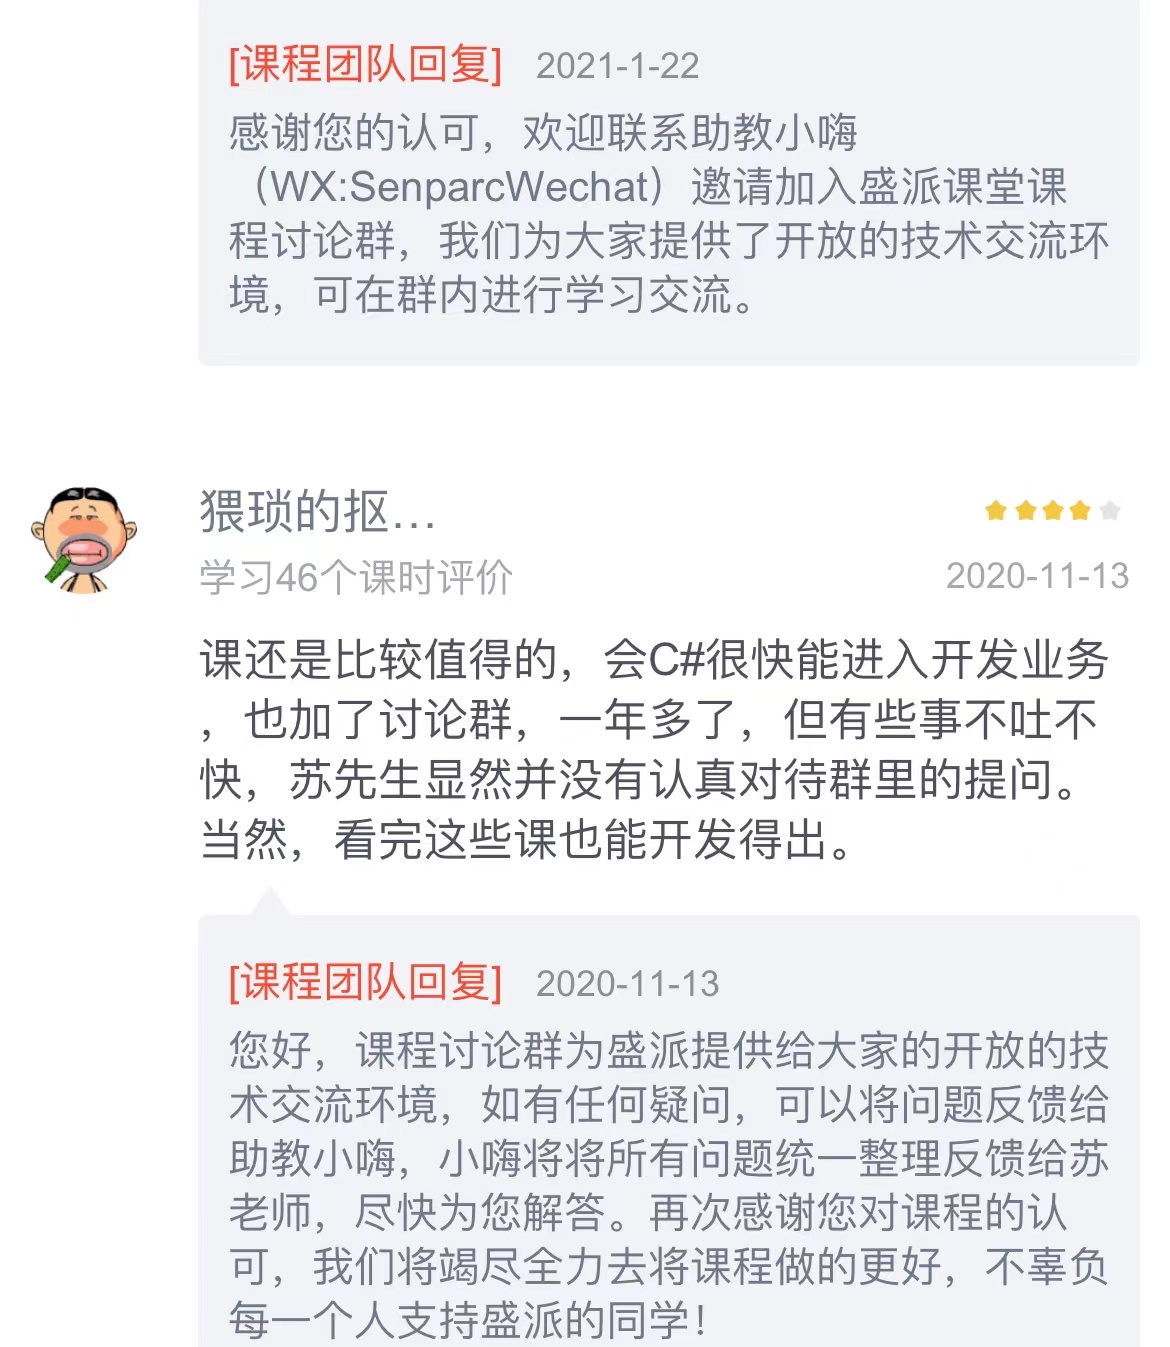 [课程团队回复] 2021-1-22
感谢您的认可，欢迎联系助教小嗨
（WX:SenparcWechat）邀请加入盛派课堂课
程讨论群，我们为大家提供了开放的技术交流环
境，可在群内进行学习交流。
猥琐的抠...
学习46个课时评价 2020-11-13
课还是比较值得的，会C#很快能进入开发业务
，也加了讨论群，一年多了，但有些事不吐不
快，苏先生显然并没有认真对待群里的提问。
当然，看完这些课也能开发得出。
[课程团队回复] 2020-11-13
您好，课程讨论群为盛派提供给大家的开放的技
术交流环境，如有任何疑问，可以将问题反馈给
助教小嗨，小嗨将将所有问题统一整理反馈给苏
老师，尽快为您解答。再次感谢您对课程的认
可，我们将竭尽全力去将课程做的更好，不辜负
每一个人支持盛派的同学！